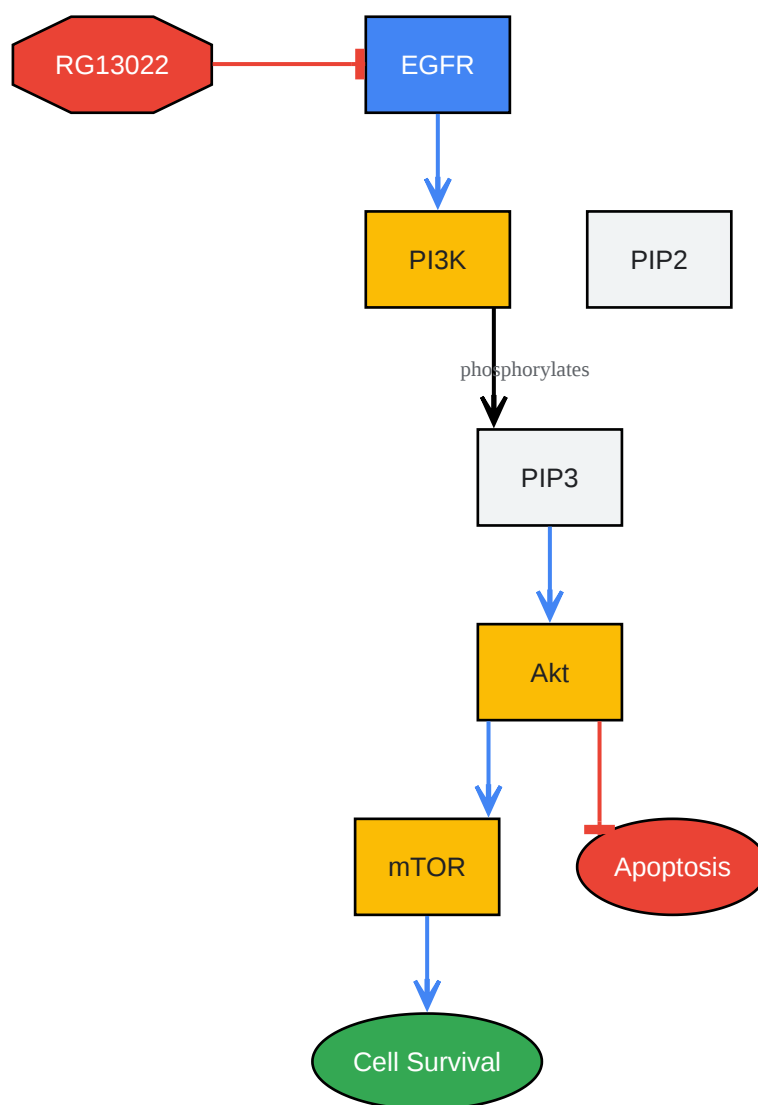 RG13022
EGFR
PI3K
PIP2
phosphorylates
PIP3
Akt
mTOR
Apoptosis
Cell Survival